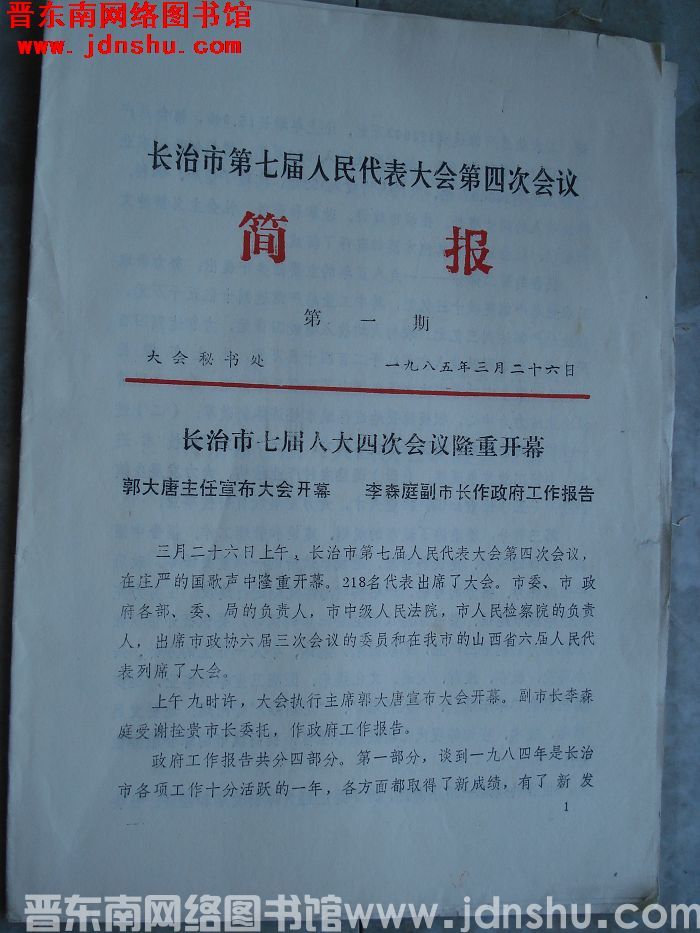 晋东南网络图书馆
www.jdnshu.com
长治市第七届人民代表大会第四次会议
简 报
第一期
大会秘书处 一九八五年三月二十六日
长治市七届人大四次会议隆重开幕
郭大唐主任宣布大会开幕 李森庭副市长作政府工作报告
三月二十六日上午,长治市第七届人民代表大会第四次会议,
在庄严的国歌声中隆重开幕。218名代表出席了大会。市委、市政
府各部、委、局的负责人,市中级人民法院,市人民检察院的负责
人,出席市政协六届三次会议的委员和在我市的山西省六届人民代
表列席了大会。
上午九时许,大会执行主席郭大唐宣布大会开幕。副市长李森
庭受谢拴贵市长委托,作政府工作报告。
政府工作报告共分四部分。第一部分,谈到一九八四年是长治
市各项工作十分活跃的一年,各方面都取得了新成绩,有了新发
1
晋东南网络图书馆www.jdnshu.com